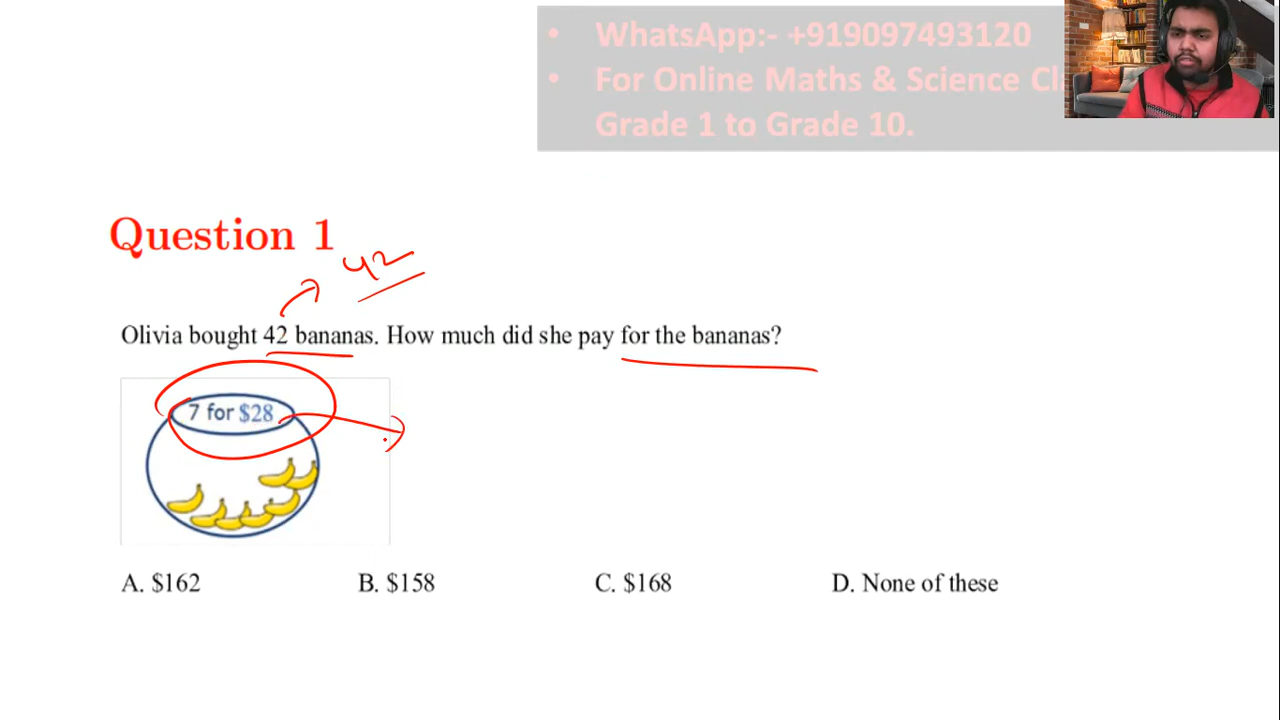 • WhatsApp:- +919097493120
• For Online Maths & Science Cl
Grade 1 to Grade 10.
Question 1
42
Olivia bought 42 bananas. How much did she pay for the bananas?
7 for $28
A. $162 B. $158 C. $168 D. None of these